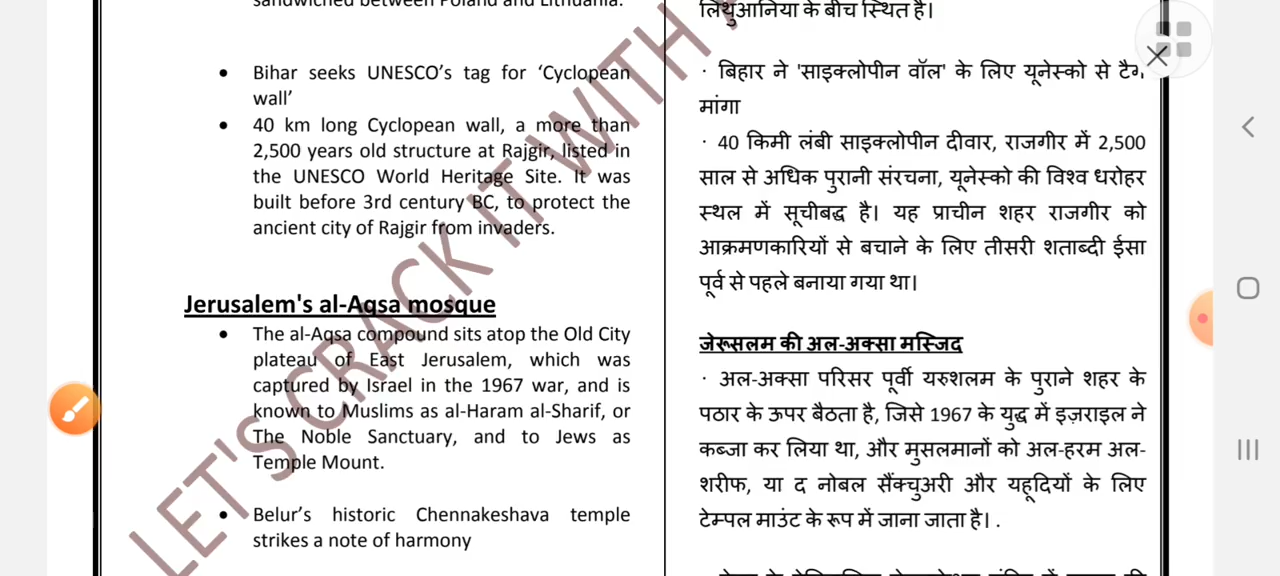 sandwiched between Poland and Lithuania.
• Bihar seeks UNESCO's tag for ‘Cyclopean
wall’
• 40 km long Cyclopean wall, a more than
2,500 years old structure at Rajgir, listed in
the UNESCO World Heritage Site. It was
built before 3rd century BC, to protect the
ancient city of Rajgir from invaders.
Jerusalem's al-Aqsa mosque
• The al-Aqsa compound sits atop the Old City
plateau of East Jerusalem, which was
captured by Israel in the 1967 war, and is
known to Muslims as al-Haram al-Sharif, or
The Noble Sanctuary, and to Jews as
Temple Mount.
• Belur’s historic Chennakeshava temple
strikes a note of harmony
लिथुआनिया के बीच स्थित है।
· बिहार ने 'साइक्लोपीन वॉल' के लिए यूनेस्को से टैग
मांगा
· 40 किमी लंबी साइक्लोपीन दीवार, राजगीर में 2,500
साल से अधिक पुरानी संरचना, यूनेस्को की विश्व धरोहर
स्थल में सूचीबद्ध है। यह प्राचीन शहर राजगीर को
आक्रमणकारियों से बचाने के लिए तीसरी शताब्दी ईसा
पूर्व से पहले बनाया गया था।
जेरूसलम की अल-अक्सा मस्जिद
· अल-अक्सा परिसर पूर्वी यरुशलम के पुराने शहर के
पठार के ऊपर बैठता है, जिसे 1967 के युद्ध में इज़राइल ने
कब्जा कर लिया था, और मुसलमानों को अल-हरम अल-
शरीफ, या द नोबल सैंक्चुअरी और यहूदियों के लिए
टेम्पल माउंट के रूप में जाना जाता है। .
LET'S CRACK IT WITH A